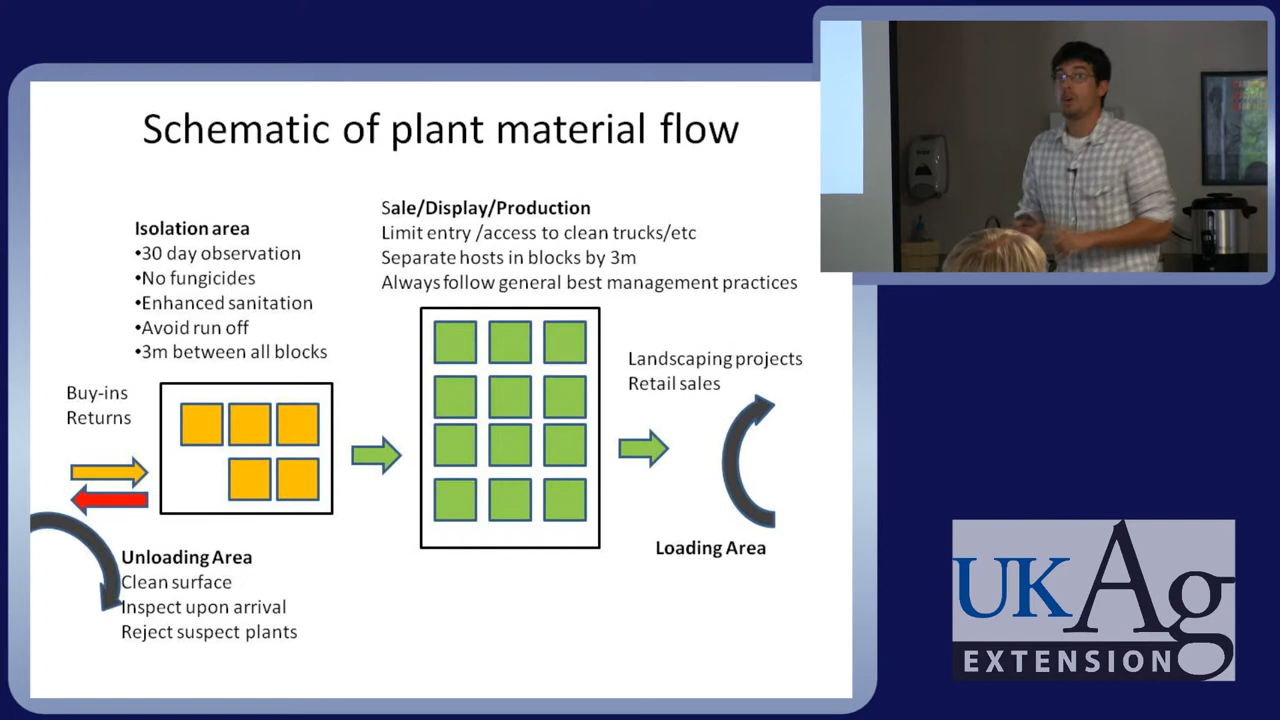 Schematic of plant material flow
Isolation area
•30 day observation
•No fungicides
•Enhanced sanitation
•Avoid run off
•3m between all blocks
Sale/Display/Production
Limit entry /access to clean trucks/etc
Separate hosts in blocks by 3m
Always follow general best management practices
Buy-ins
Returns
Landscaping projects
Retail sales
Unloading Area
Clean surface
Inspect upon arrival
Reject suspect plants
Loading Area
UKAg
EXTENSION